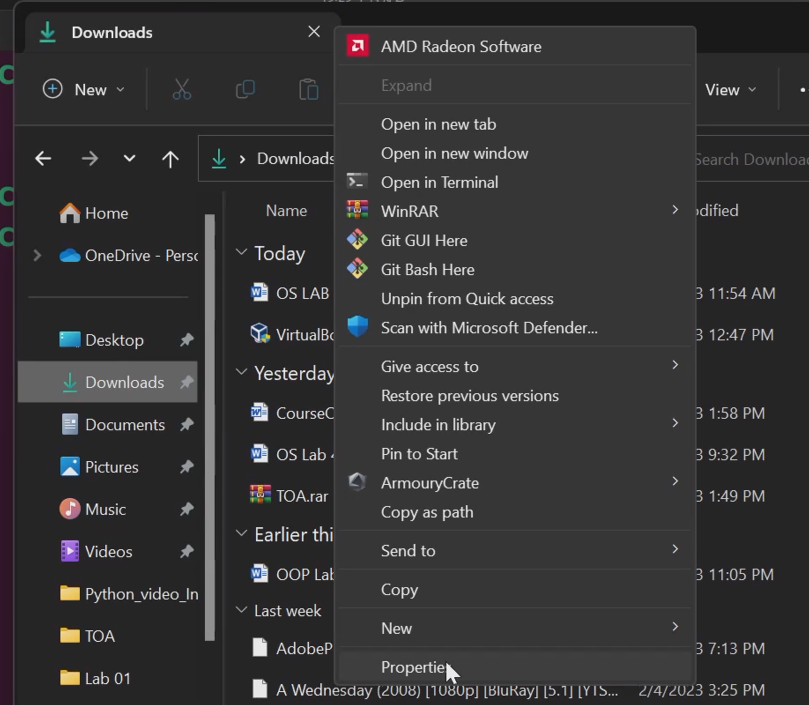 Downloads
New
View
Downloads
Search Downloa
Home
OneDrive - Perso
Desktop
Downloads
Documents
Pictures
Music
Videos
Python_video_In
TOA
Lab 01
Name
dified
Today
OS LAB
3 11:54 AM
VirtualBo
3 12:47 PM
Yesterday
CourseC
3 1:58 PM
OS Lab
3 9:32 PM
TOA.rar
3 1:49 PM
Earlier thi
OOP Lab
3 11:05 PM
Last week
AdobeP
3 7:13 PM
A Wednesday (2008) [1080p] [BluRay] [5.1] [YTS... 2/4/2023 3:25 PM
AMD Radeon Software
Expand
Open in new tab
Open in new window
Open in Terminal
WinRAR
Git GUI Here
Git Bash Here
Unpin from Quick access
Scan with Microsoft Defender...
Give access to
Restore previous versions
Include in library
Pin to Start
ArmouryCrate
Copy as path
Send to
Copy
New
Properties